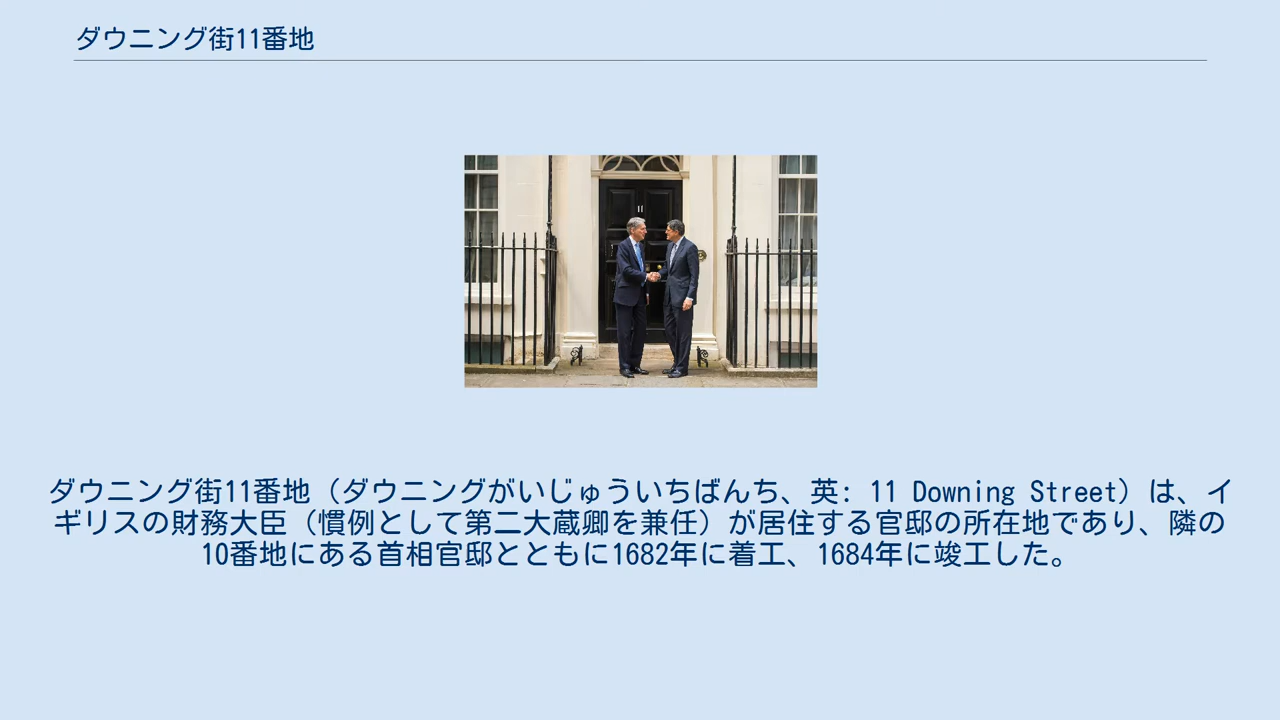 ダウニング街11番地
11
ダウニング街11番地（ダウニングがいじゅういちばんち、英: 11 Downing Street）は、イ
ギリスの財務大臣（慣例として第二大蔵卿を兼任）が居住する官邸の所在地であり、隣の
10番地にある首相官邸とともに1682年に着工、1684年に竣工した。